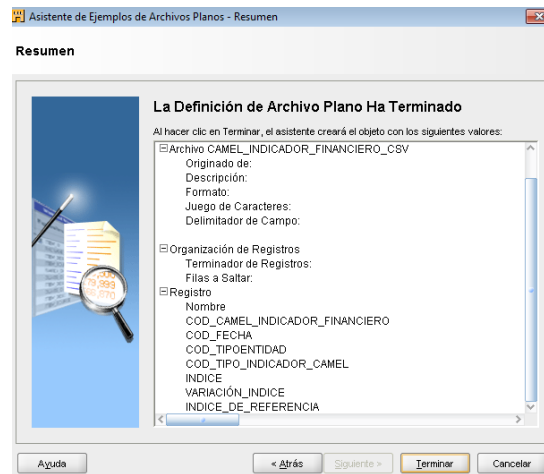 Asistente de Ejemplos de Archivos Planos - Resumen
Resumen
La Definición de Archivo Plano Ha Terminado
Al hacer clic en Terminar, el asistente creará el objeto con los siguientes valores:
Archivo CAMEL_INDICADOR_FINANCIERO_CSV
Originado de:
Descripción:
Formato:
Juego de Caracteres:
Delimitador de Campo:
Organización de Registros
Terminador de Registros:
Filas a Saltar:
Registro
Nombre
COD_CAMEL_INDICADOR_FINANCIERO
COD_FECHA
COD_TIPOENTIDAD
COD_TIPO_INDICADOR_CAMEL
INDICE
VARIACIÓN_INDICE
INDICE_DE_REFERENCIA
Ayuda
« Atrás
Siguiente »
Terminar
Cancelar